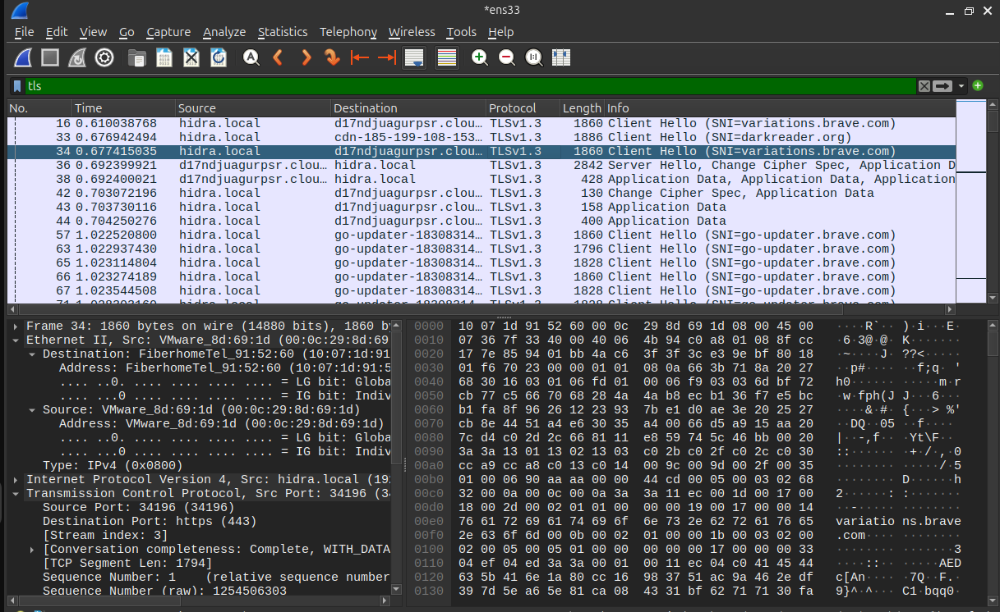 *ens33
File Edit View Go Capture Analyze Statistics Telephony Wireless Tools Help
tls
No. Time Source Destination Protocol Length Info
16 0.610038768 hidra.local d17ndjuagurpsr.clou… TLSv1.3 1860 Client Hello (SNI=variations.brave.com)
33 0.676942494 hidra.local cdn-185-199-108-153… TLSv1.3 1886 Client Hello (SNI=darkreader.org)
34 0.677415035 hidra.local d17ndjuagurpsr.clou… TLSv1.3 1860 Client Hello (SNI=variations.brave.com)
36 0.692399921 d17ndjuagurpsr.clou… hidra.local TLSv1.3 2842 Server Hello, Change Cipher Spec, Application D
38 0.692400021 d17ndjuagurpsr.clou… hidra.local TLSv1.3 428 Application Data, Application Data, Application
42 0.703072196 hidra.local d17ndjuagurpsr.clou… TLSv1.3 130 Change Cipher Spec, Application Data
43 0.703730116 hidra.local d17ndjuagurpsr.clou… TLSv1.3 158 Application Data
44 0.704250276 hidra.local d17ndjuagurpsr.clou… TLSv1.3 400 Application Data
57 1.022520800 hidra.local go-updater-18308314… TLSv1.3 1860 Client Hello (SNI=go-updater.brave.com)
63 1.022937430 hidra.local go-updater-18308314… TLSv1.3 1796 Client Hello (SNI=go-updater.brave.com)
65 1.023114804 hidra.local go-updater-18308314… TLSv1.3 1828 Client Hello (SNI=go-updater.brave.com)
66 1.023274189 hidra.local go-updater-18308314… TLSv1.3 1860 Client Hello (SNI=go-updater.brave.com)
67 1.023544508 hidra.local go-updater-18308314… TLSv1.3 1828 Client Hello (SNI=go-updater.brave.com)
Frame 34: 1860 bytes on wire (14880 bits), 1860 b
Ethernet II, Src: VMware_8d:69:1d (00:0c:29:8d:69
Destination: FiberhomeTel_91:52:60 (10:07:1d:91
Address: FiberhomeTel_91:52:60 (10:07:1d:91:5
.... ..0. .... .... .... .... = LG bit: Globa
.... ...0 .... .... .... .... = IG bit: Indiv
Source: VMware_8d:69:1d (00:0c:29:8d:69:1d)
Address: VMware_8d:69:1d (00:0c:29:8d:69:1d)
.... ..0. .... .... .... .... = LG bit: Globa
.... ...0 .... .... .... .... = IG bit: Indiv
Type: IPv4 (0x0800)
Internet Protocol Version 4, Src: hidra.local (19
Transmission Control Protocol, Src Port: 34196 (3
Source Port: 34196 (34196)
Destination Port: https (443)
[Stream index: 3]
[Conversation completeness: Complete, WITH_DATA
[TCP Segment Len: 1794]
Sequence Number: 1 (relative sequence number
Sequence Number (raw): 1254506303
0000 10 07 1d 91 52 60 00 0c 29 8d 69 1d 08 00 45 00 ····R`·· )·i···E·
0010 07 36 7f 33 40 00 40 06 4b 94 c0 a8 01 08 8f cc ·6·3@·@· K·······
0020 17 7e 85 94 01 bb 4a c6 3f 3f 3c e3 9e bf 80 18 ·~····J· ??<·····
0030 01 f6 70 23 00 00 01 01 08 0a 66 3b 71 8a 20 27 ··p#···· ··f;q· '
0040 68 30 16 03 01 06 fd 01 00 06 f9 03 03 6d bf 72 h0······ ·····m·r
0050 cb 77 c5 66 70 68 28 4a 4a b8 ec b1 36 f7 e5 bc ·w·fph(J J···6···
0060 b1 fa 8f 96 26 12 23 93 7b e1 d0 ae 3e 20 25 27 ····&·#· {···> %'
0070 cb 8e 44 51 a4 e6 30 35 a4 00 66 d5 a9 15 aa 20 ··DQ··05 ··f····
0080 7c d4 c0 2d 2c 66 81 11 e8 59 74 5c 46 bb 00 20 |··-,f·· ·Yt\F··
0090 3a 3a 13 01 13 02 13 03 c0 2b c0 2f c0 2c c0 30 ::······ ·+·/·,·0
00a0 cc a9 cc a8 c0 13 c0 14 00 9c 00 9d 00 2f 00 35 ········ ·····/·5
00b0 01 00 06 90 aa aa 00 00 44 cd 00 05 00 03 02 68 ········ D······h
00c0 32 00 0a 00 0c 00 0a 3a 3a 11 ec 00 1d 00 17 00 2······: :·······
00d0 18 00 2d 00 02 01 01 00 00 00 19 00 17 00 00 14 ··-····· ········
00e0 76 61 72 69 61 74 69 6f 6e 73 2e 62 72 61 76 65 variatio ns.brave
00f0 2e 63 6f 6d 00 0b 00 02 01 00 00 1b 00 03 02 00 .com···· ········
0100 02 00 05 00 05 01 00 00 00 00 00 17 00 00 00 33 ········ ·······3
0110 04 ef 04 ed 3a 3a 00 01 00 11 ec 04 c0 41 45 44 ····::·· ·····AED
0120 63 5b 41 6e 1a 80 cc 16 98 37 51 ac 9a 46 2e df c[An···· ·7Q··F.·
0130 39 7d 5e a6 5e 81 ca 08 43 31 bf 62 71 71 30 fa 9}^·^··· C1·bqq0·